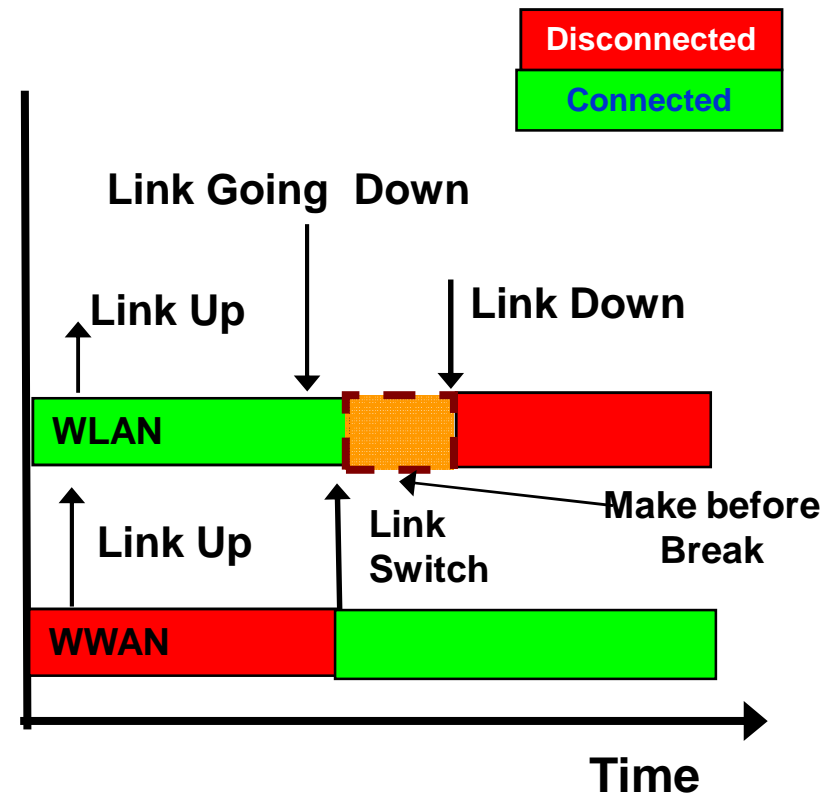 Disconnected
Connected
Link Going Down
Link Up
Link Down
WLAN
Link Up
Link
Switch
Make before
Break
WWAN
Time